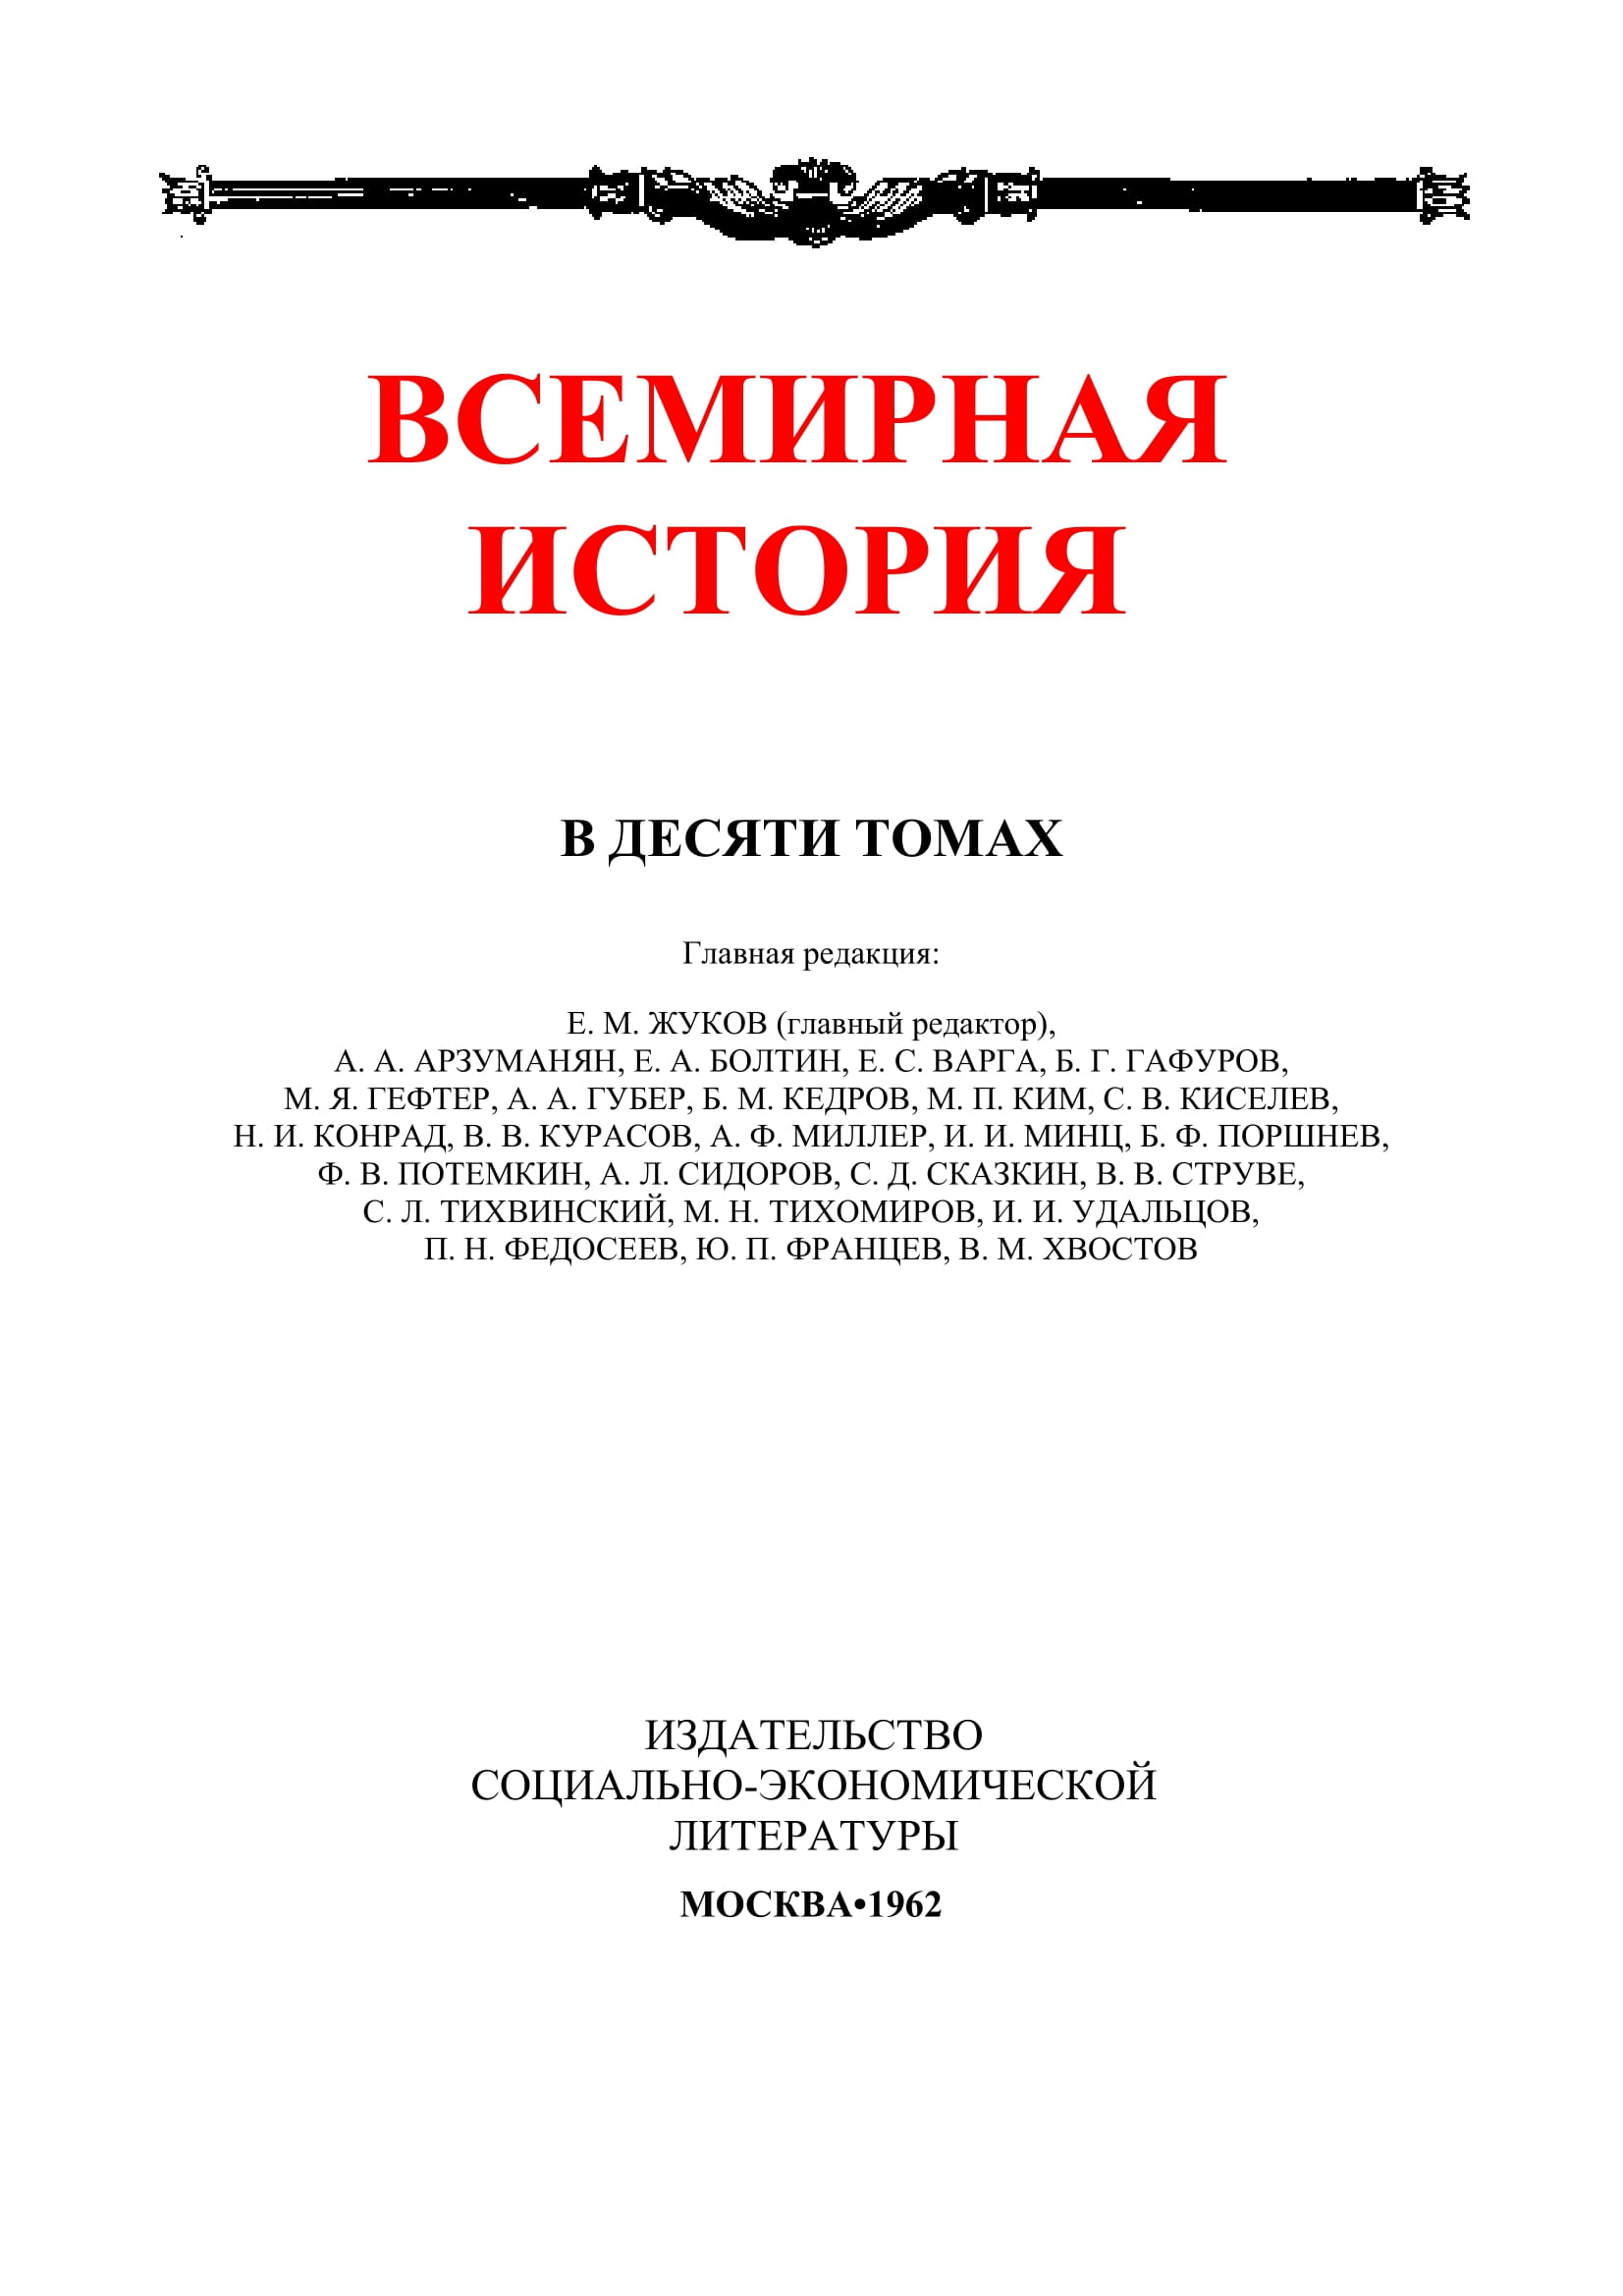 ВСЕМИРНАЯ
ИСТОРИЯ
В ДЕСЯТИ ТОМАХ
Главная редакция:
Е. М. ЖУКОВ (главный редактор),
А. А. АРЗУМАНЯН, Е. А. БОЛТИН, Е. С. ВАРГА, Б. Г. ГАФУРОВ,
М. Я. ГЕФТЕР, А. А. ГУБЕР, Б. М. КЕДРОВ, М. П. КИМ, С. В. КИСЕЛЕВ,
Н. И. КОНРАД, В. В. КУРАСОВ, А. Ф. МИЛЛЕР, И. И. МИНЦ, Б. Ф. ПОРШНЕВ,
Ф. В. ПОТЕМКИН, А. Л. СИДОРОВ, С. Д. СКАЗКИН, В. В. СТРУВЕ,
С. Л. ТИХВИНСКИЙ, М. Н. ТИХОМИРОВ, И. И. УДАЛЬЦОВ,
П. Н. ФЕДОСЕЕВ, Ю. П. ФРАНЦЕВ, В. М. ХВОСТОВ
ИЗДАТЕЛЬСТВО
СОЦИАЛЬНО-ЭКОНОМИЧЕСКОЙ
ЛИТЕРАТУРЫ
МОСКВА•1962